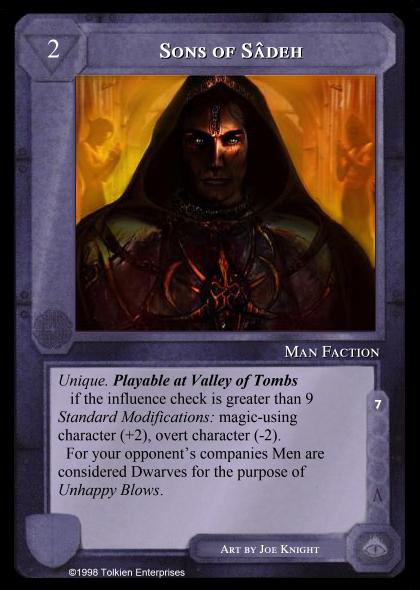 2
Sons of Sâdeh
Man Faction
Unique. Playable at Valley of Tombs
if the influence check is greater than 9
Standard Modifications: magic-using
character (+2), overt character (-2).
For your opponent's companies Men are
considered Dwarves for the purpose of
Unhappy Blows.
7
Art by Joe Knight
©1998 Tolkien Enterprises